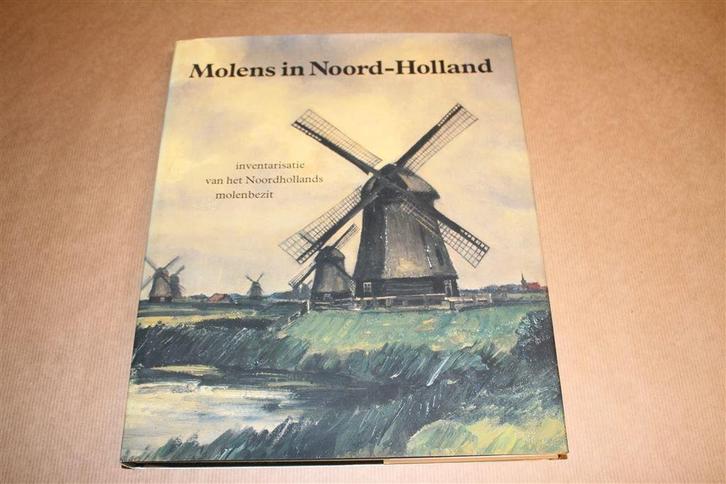 Molens in Noord-Holland
inventarisatie
van het Noordhollands
molenbezit